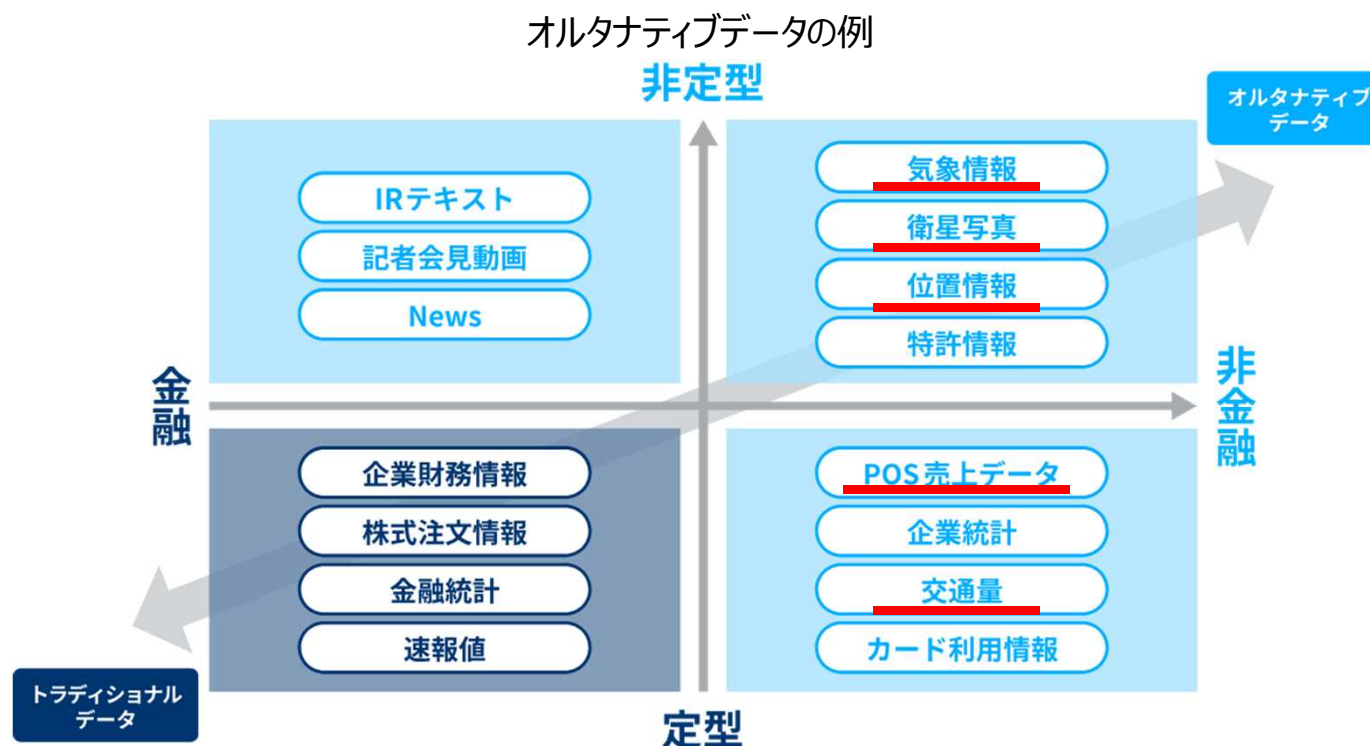 オルタナティブデータの例
非定型
オルタナティブ
データ
IRテキスト
記者会見動画
News
気象情報
衛星写真
位置情報
特許情報
金融
非金融
企業財務情報
株式注文情報
金融統計
速報値
POS売上データ
企業統計
交通量
カード利用情報
トラディショナル
データ
定型